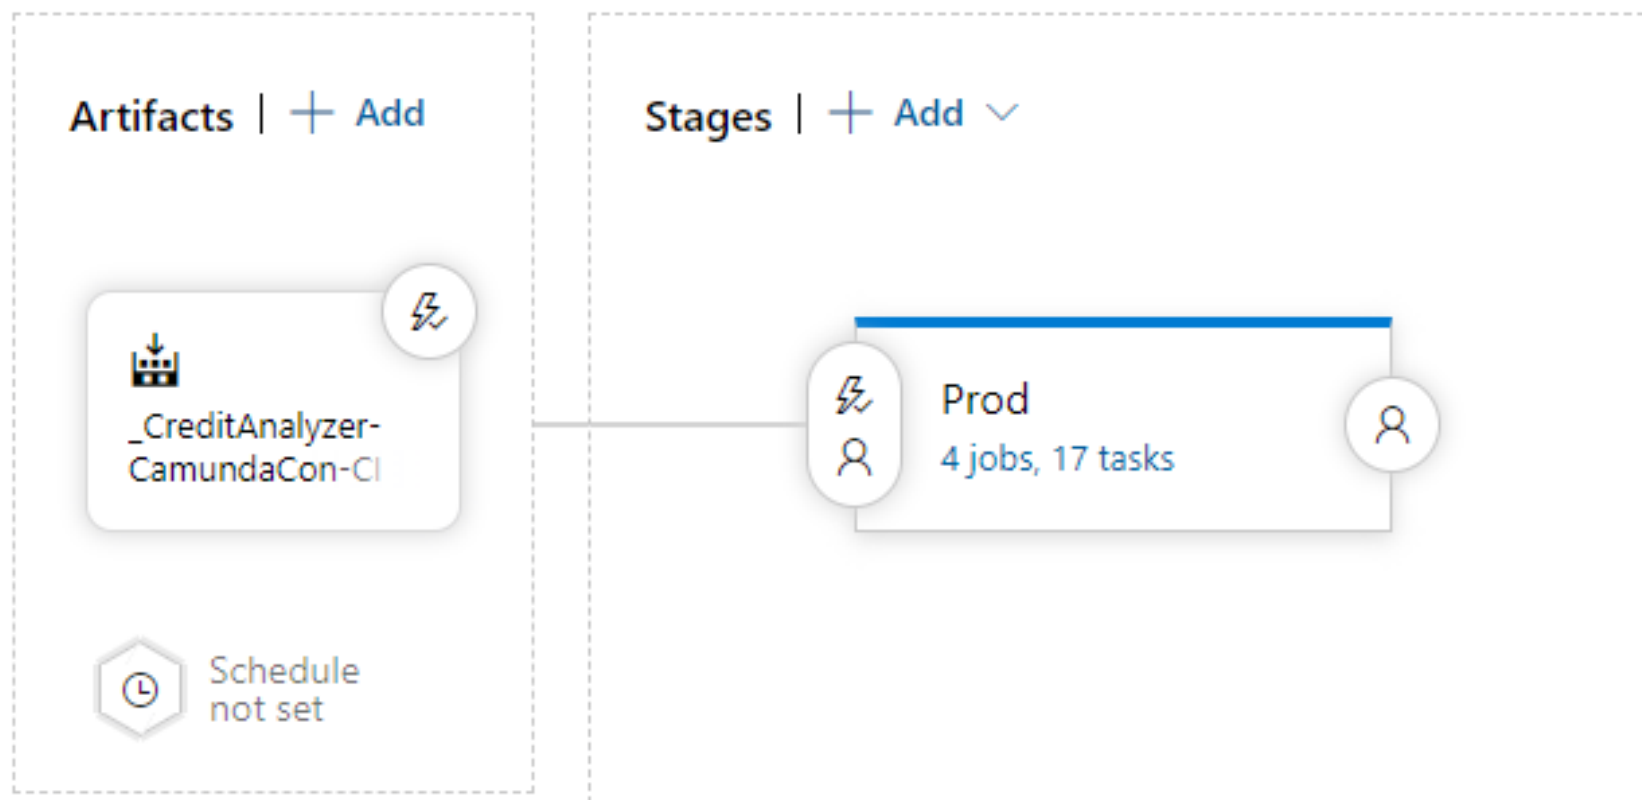 Artifacts | + Add
Stages | + Add
_CreditAnalyzer-
CamundaCon-CI
Prod
4 jobs, 17 tasks
Schedule
not set